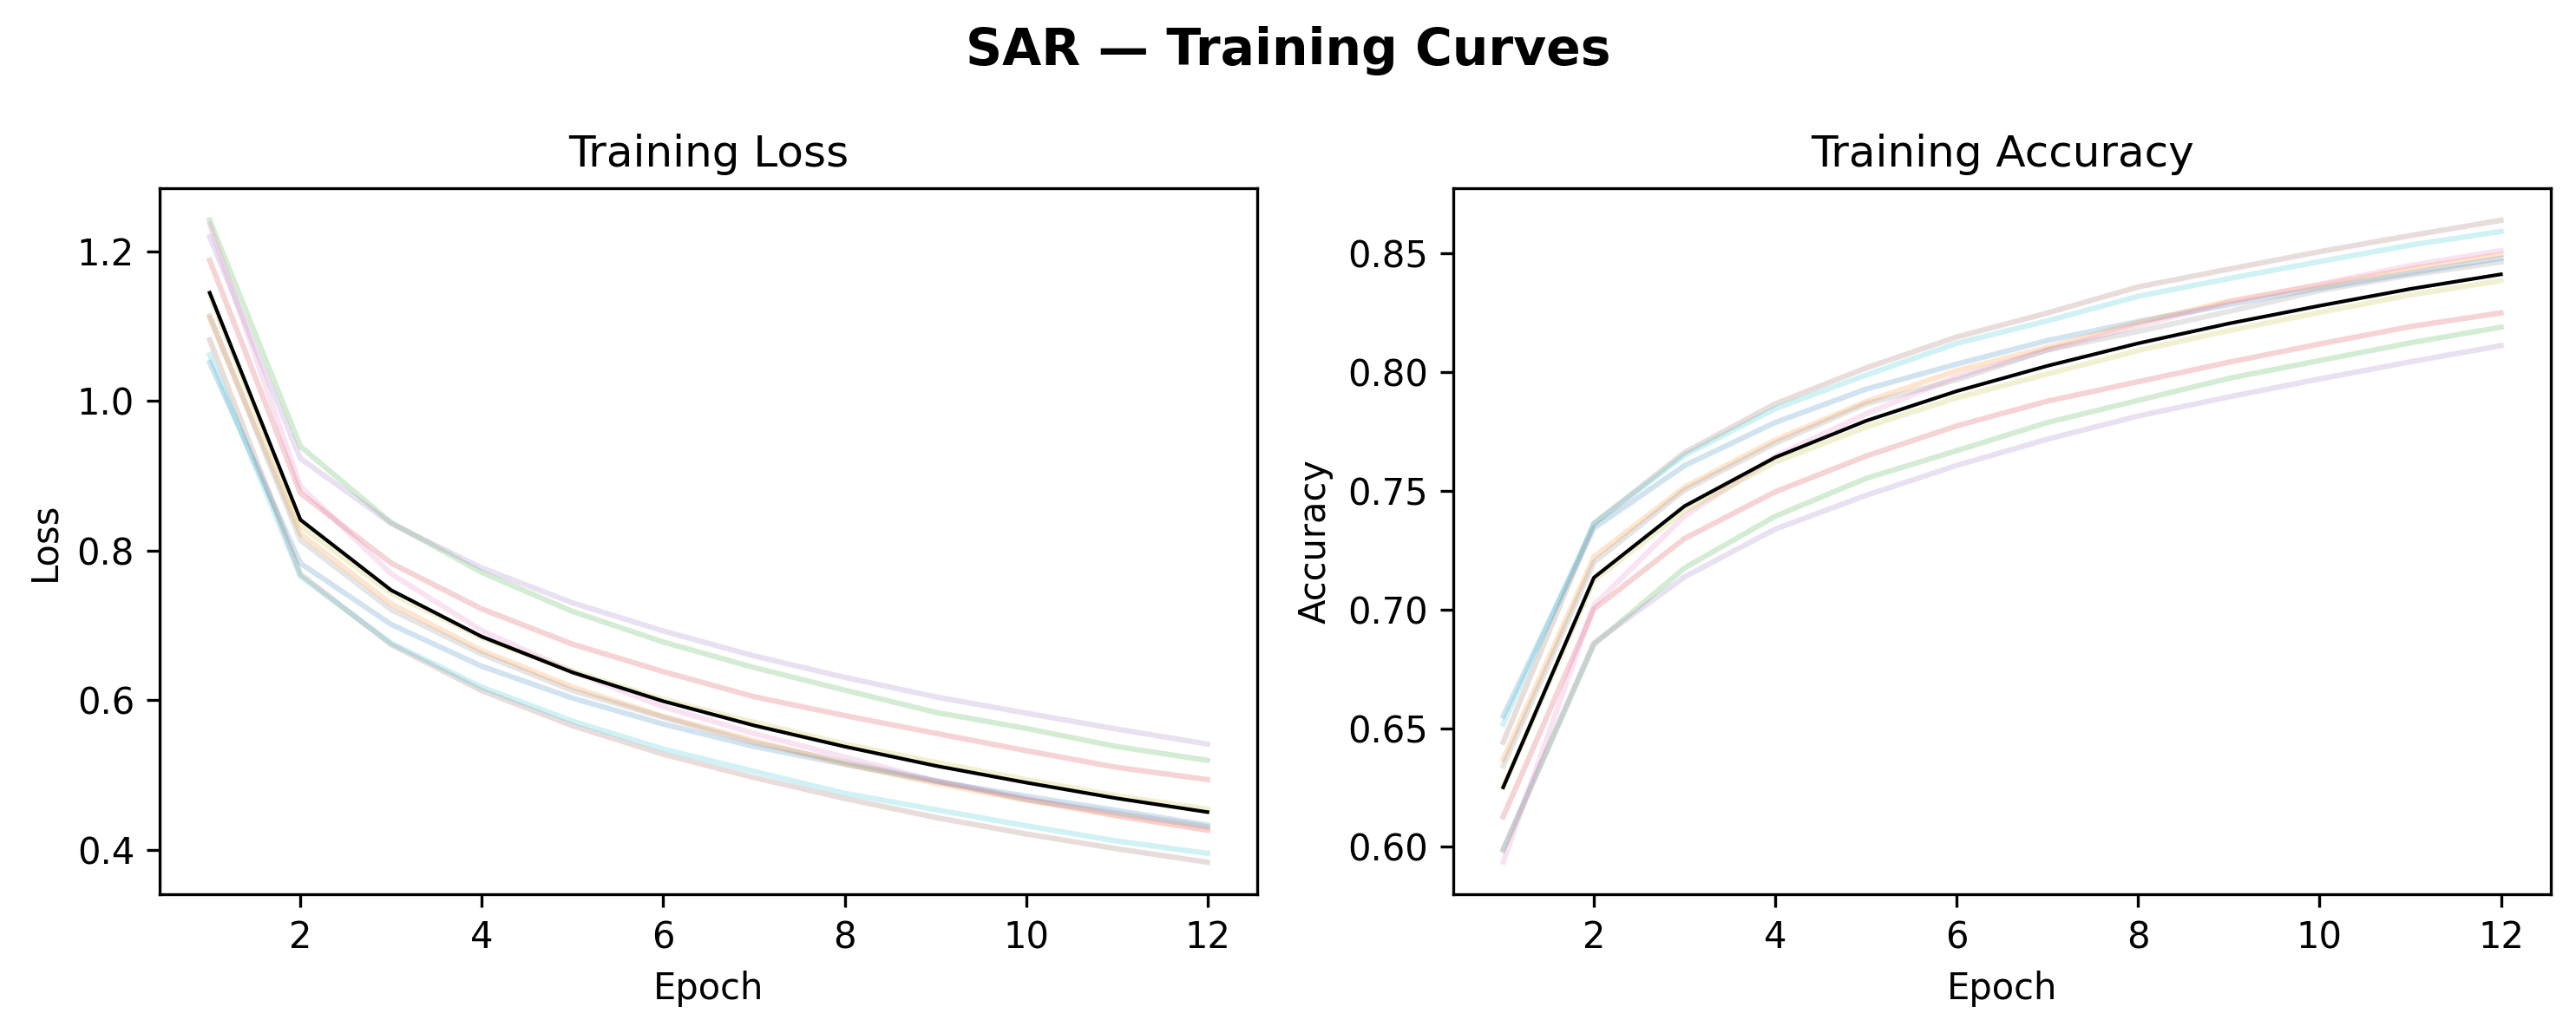 SAR — Training Curves
Training Loss
Training Accuracy
Loss
1.2
1.0
0.8
0.6
0.4
2 4 6 8 10 12
Epoch
Accuracy
0.85
0.80
0.75
0.70
0.65
0.60
2 4 6 8 10 12
Epoch